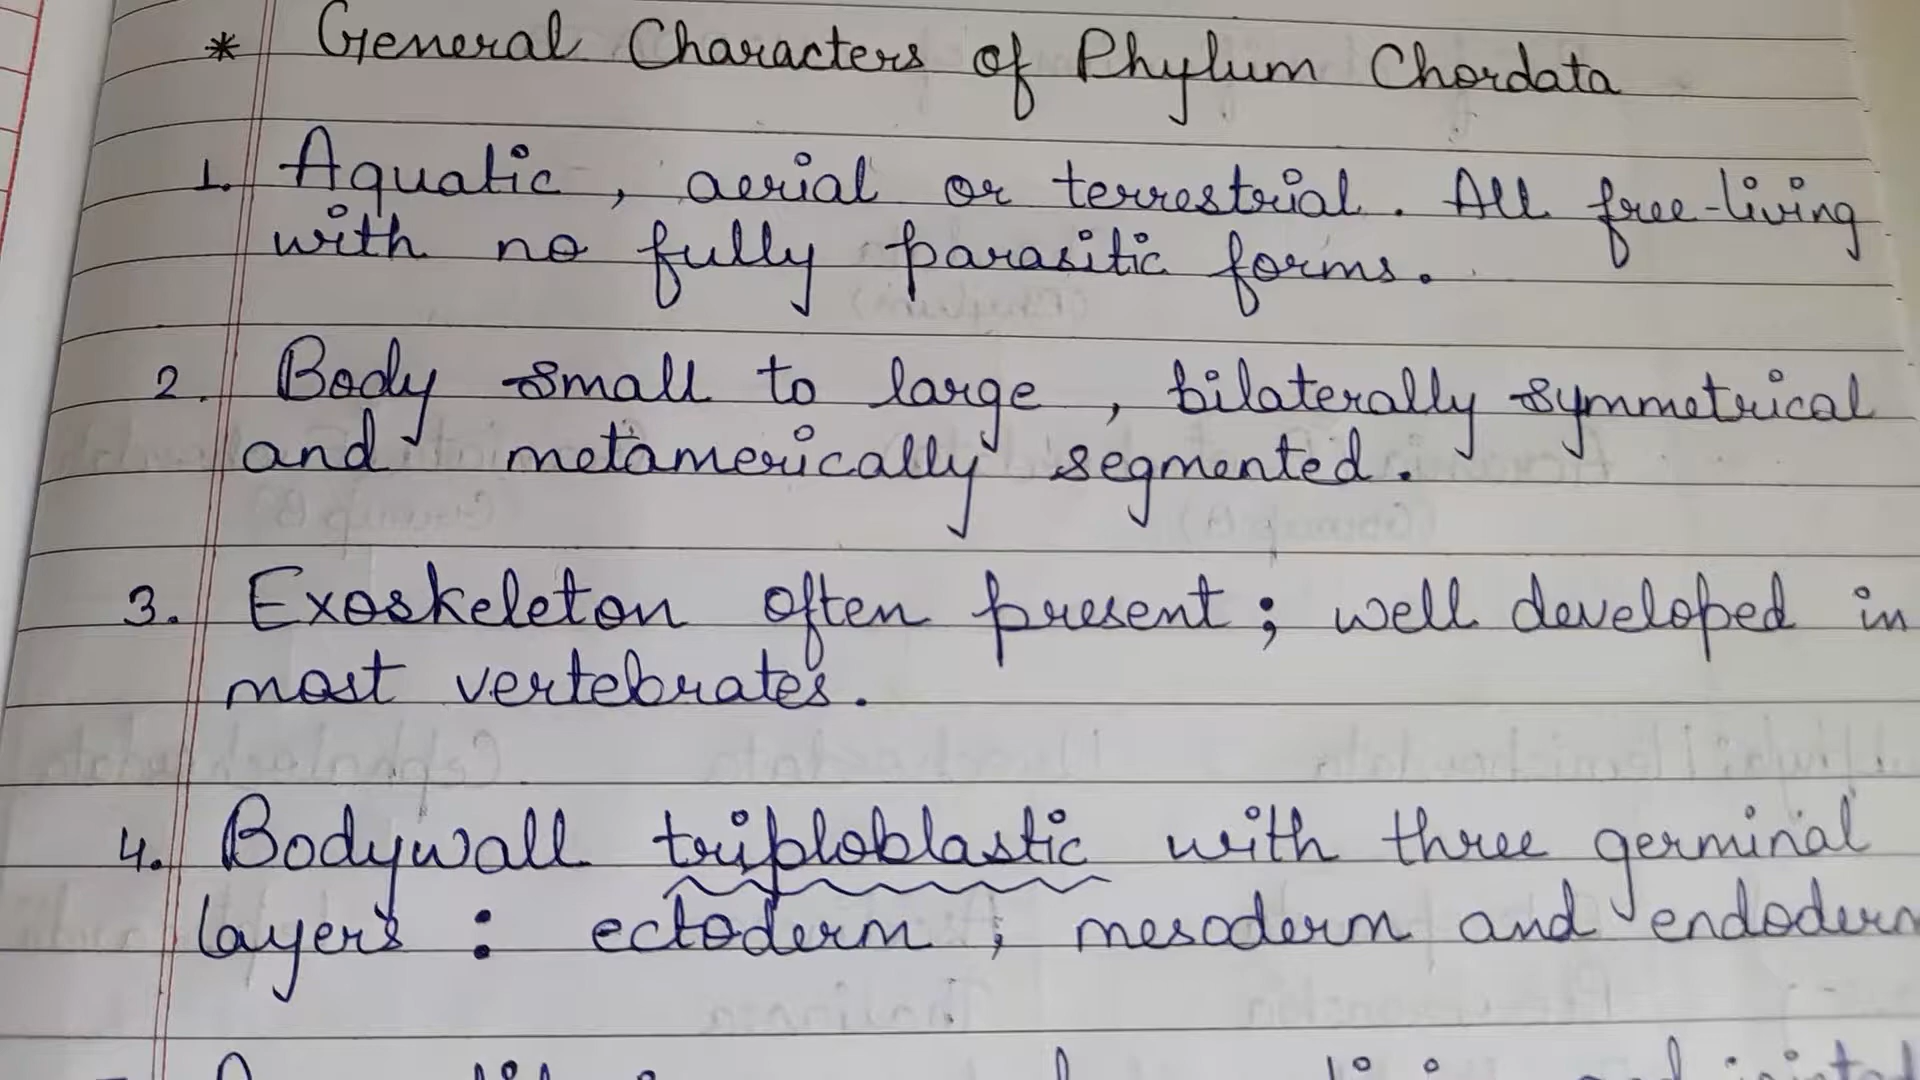 * General Characters of Phylum Chordata
1. Aquatic, aerial or terrestrial. All free-living
with no fully parasitic forms.
2. Body small to large, bilaterally symmetrical
and metamerically segmented.
3. Exoskeleton often present; well developed in
most vertebrates.
4. Bodywall triploblastic with three germinal
layers: ectoderm, mesoderm and endoderm